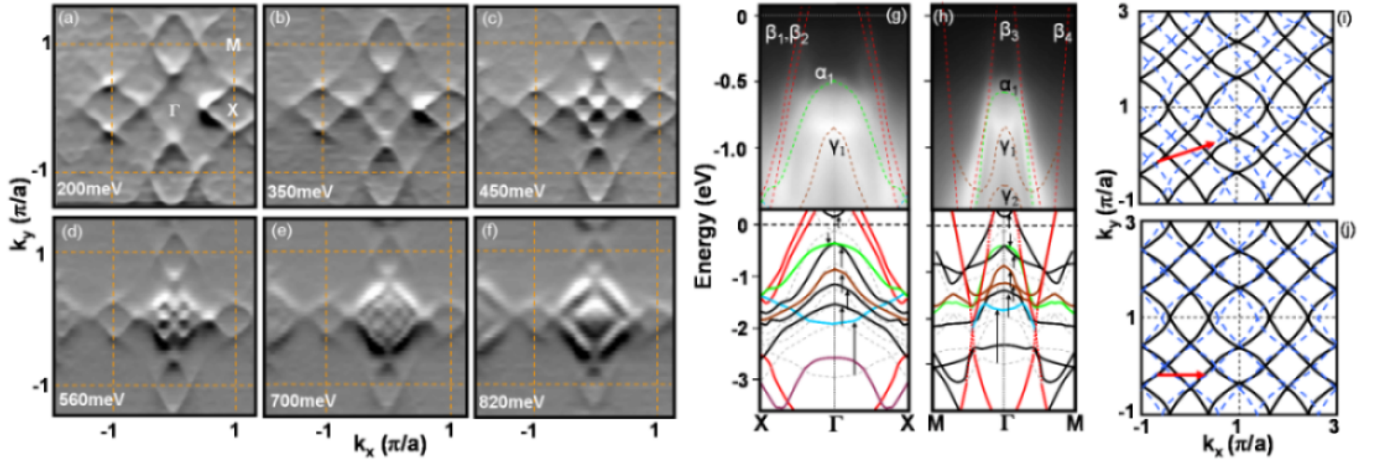 (a)
M
Γ
X
200meV
(b)
350meV
(c)
450meV
(d)
560meV
(e)
700meV
(f)
820meV
1
-1
1
-1
-1
1
-1
1
-1
1
k_y (π/a)
k_x (π/a)
(g)
β₁,β₂
α₁
γ₁
(h)
β₃
β₄
α₁
γ₁
γ₂
0
-0.5
-1.0
0
-1
-2
-3
Energy (eV)
X Γ X
M Γ M
(i)
3
1
-1
(j)
3
1
-1
k_y (π/a)
-1 1 3
k_x (π/a)